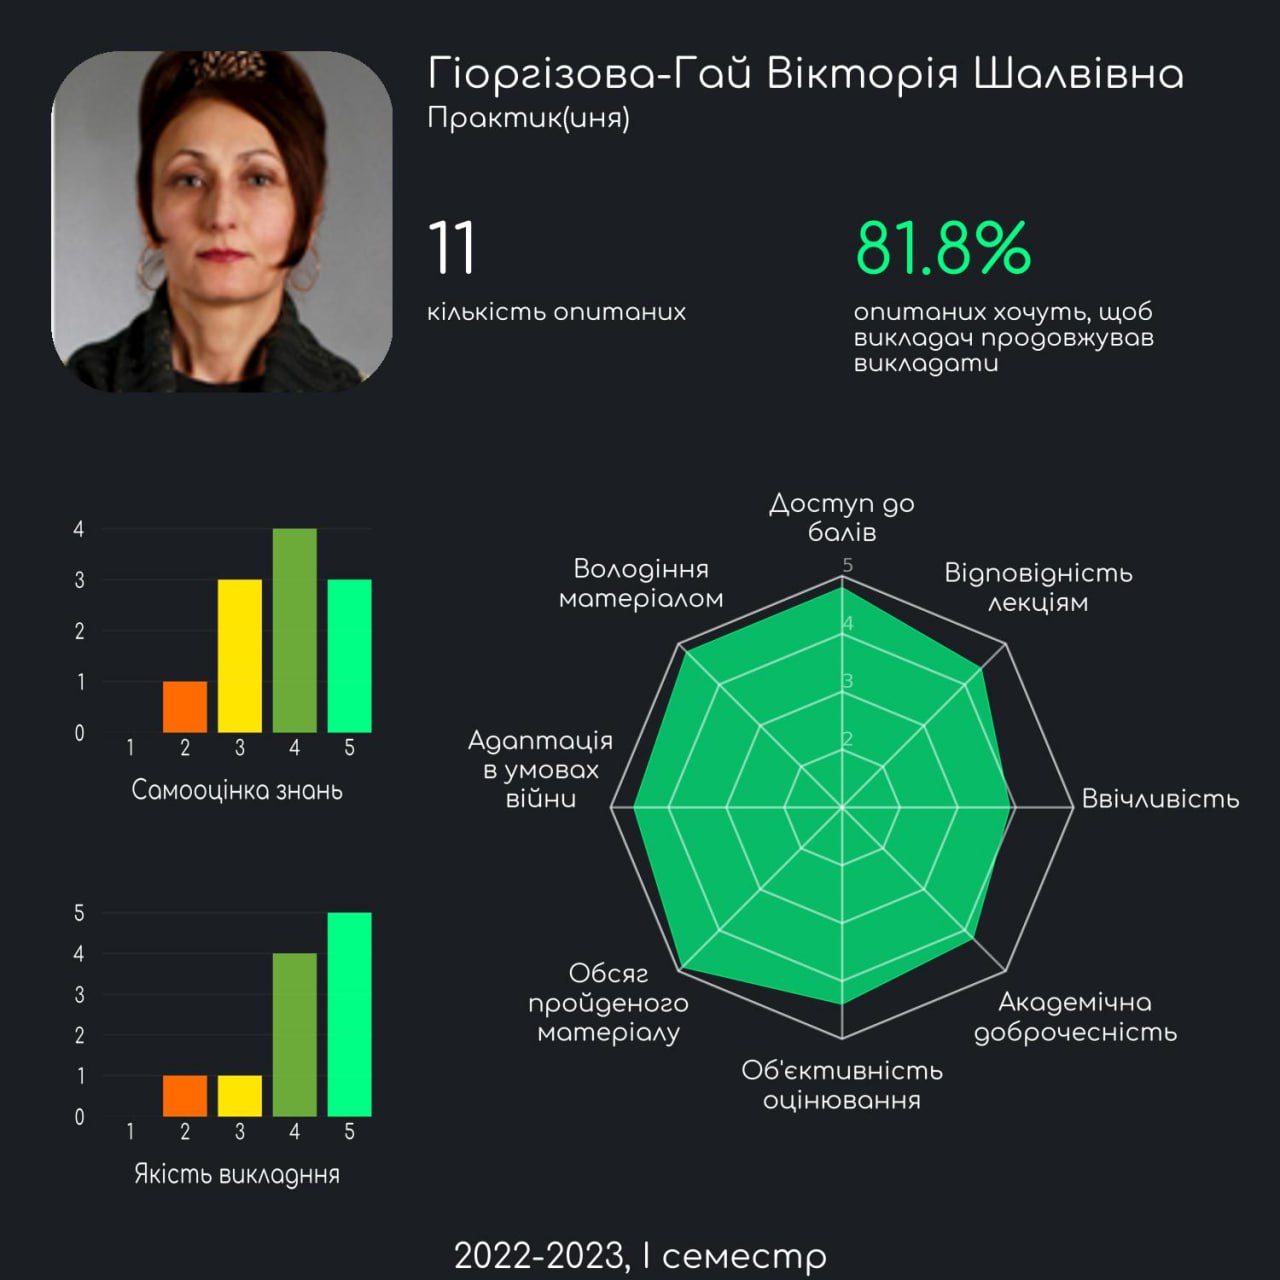 Гіоргізова-Гай Вікторія Шалвівна
Практик(иня)
11
кількість опитаних
81.8%
опитаних хочуть, щоб
викладач продовжував
викладати
4
3
2
1
0
1 2 3 4 5
Самооцінка знань
5
4
3
2
1
0
1 2 3 4 5
Якість викладння
Доступ до
балів
Відповідність
лекціям
Ввічливість
Академічна
доброчесність
Об'єктивність
оцінювання
Обсяг
пройденого
матеріалу
Адаптація
в умовах
війни
Володіння
матеріалом
5
4
3
2
2022-2023, І семестр